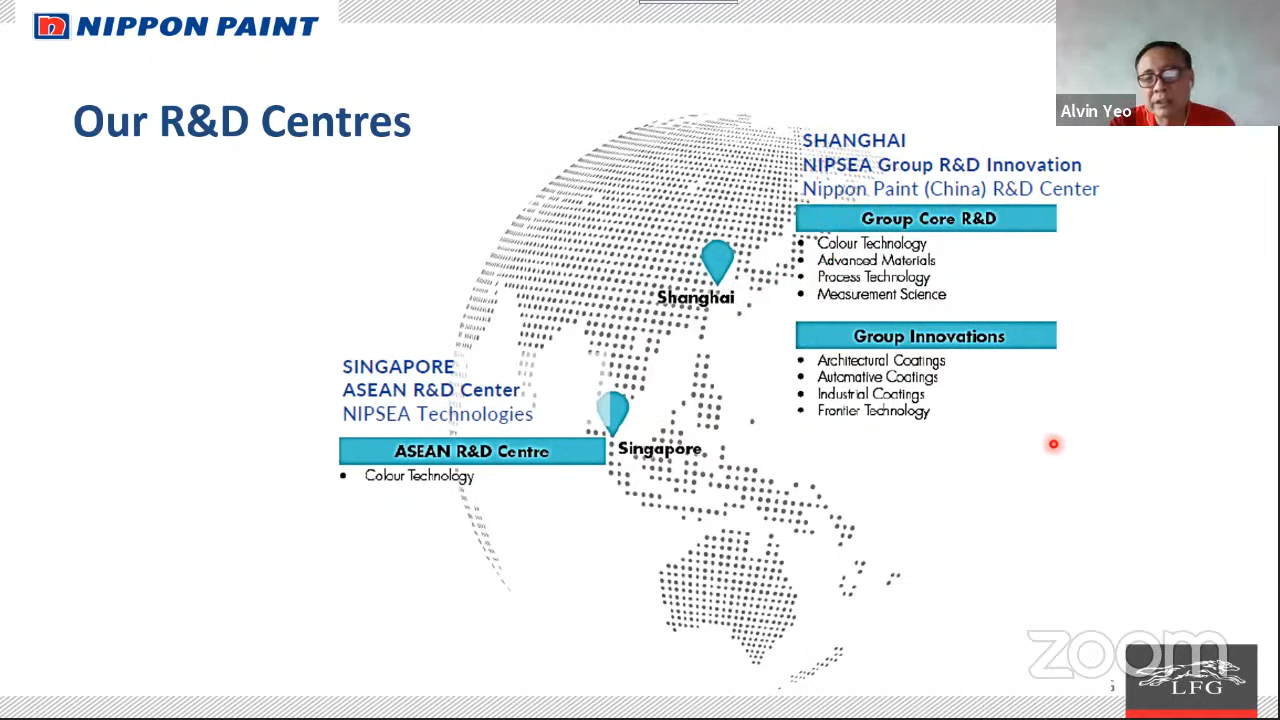 NIPPON PAINT
Our R&D Centres
Alvin Yeo
SHANGHAI
NIPSEA Group R&D Innovation
Nippon Paint (China) R&D Center
Group Core R&D
• Colour Technology
• Advanced Materials
• Process Technology
• Measurement Science
Shanghai
Group Innovations
• Architectural Coatings
• Automative Coatings
• Industrial Coatings
• Frontier Technology
SINGAPORE
ASEAN R&D Center
NIPSEA Technologies
ASEAN R&D Centre
• Colour Technology
Singapore
zoom
LFG